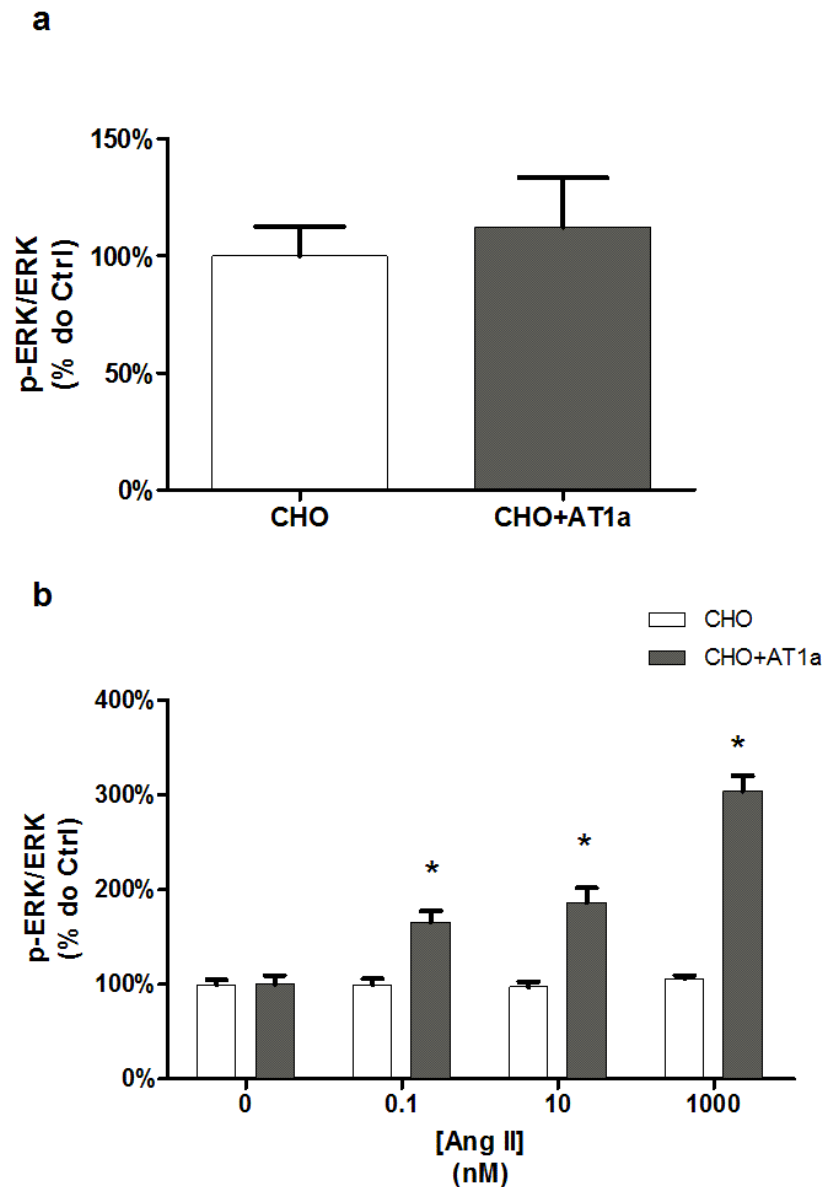 a
150%
100%
50%
0%
p-ERK/ERK
(% do Ctrl)
CHO
CHO+AT1a
b
CHO
CHO+AT1a
400%
300%
200%
100%
0%
p-ERK/ERK
(% do Ctrl)
*
*
*
0
0.1
10
1000
[Ang II]
(nM)